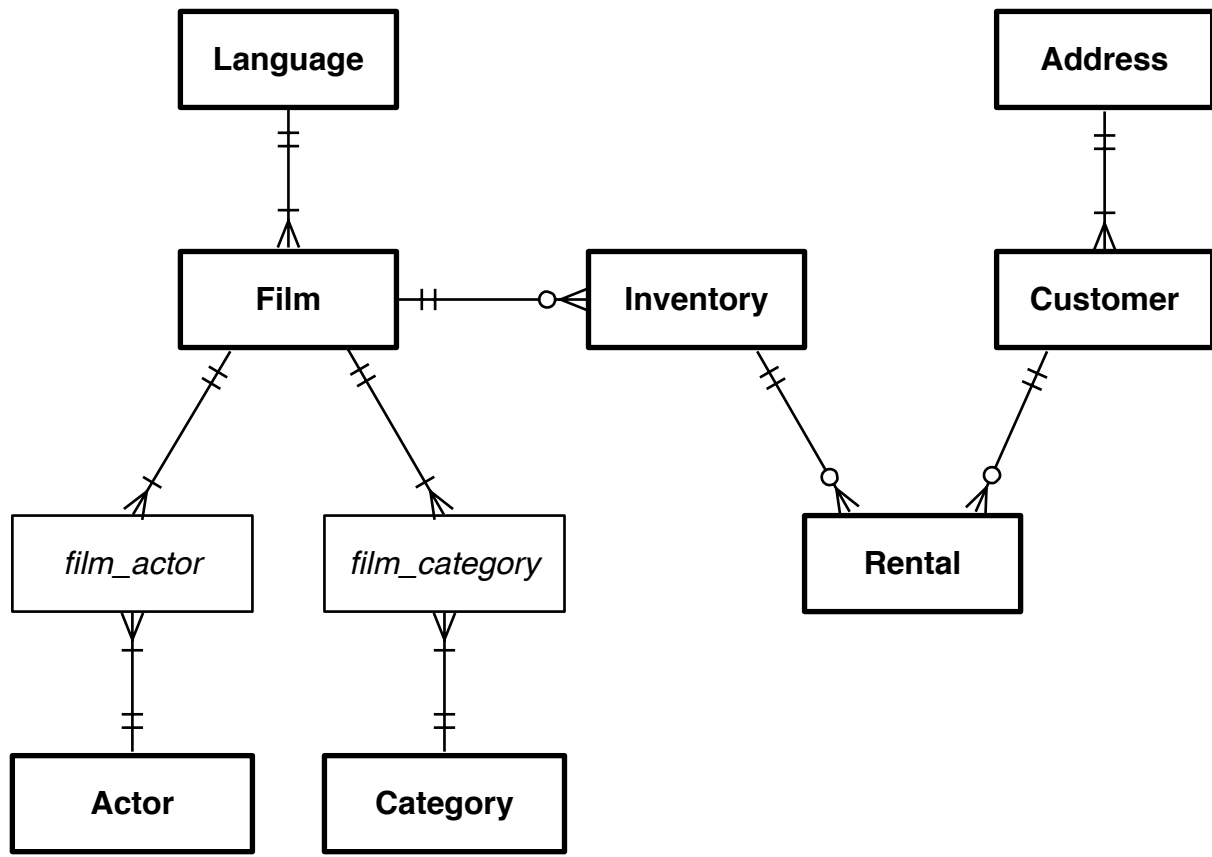 Language
Address
Film
Inventory
Customer
film_actor
film_category
Rental
Actor
Category